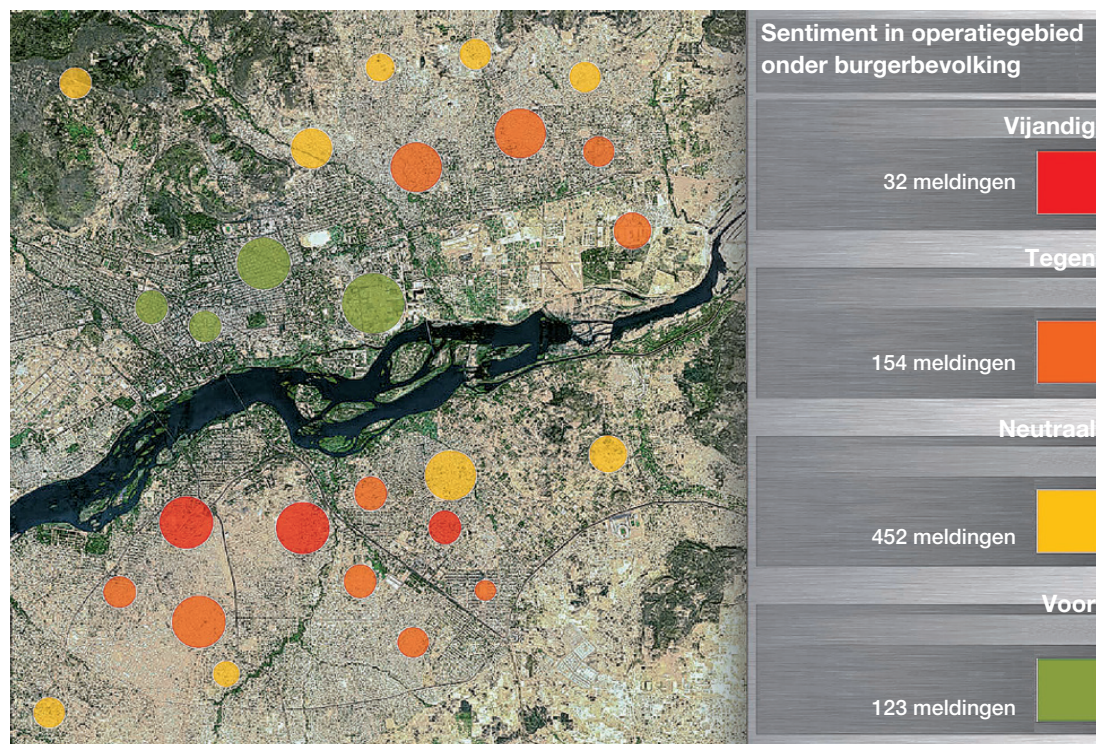 Sentiment in operatiegebied
onder burgerbevolking
Vijandig
32 meldingen
Tegen
154 meldingen
Neutraal
452 meldingen
Voor
123 meldingen